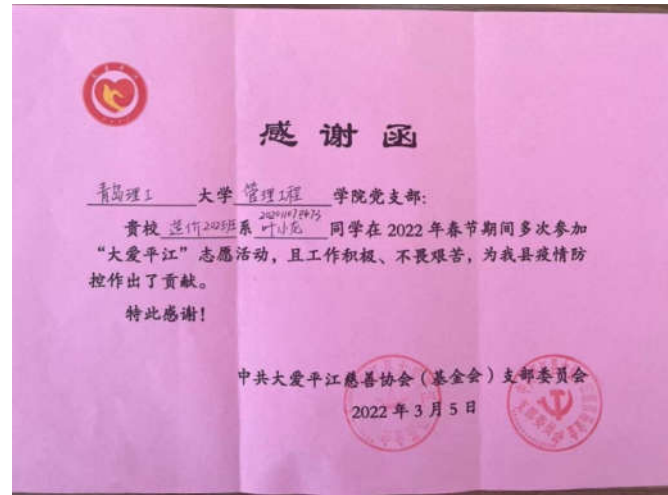 感谢函
青岛理工 大学 管理工程 学院党支部:
贵校 造价202班系 叶小龙 同学在 2022 年春节期间多次参加
“大爱平江”志愿活动，且工作积极、不畏艰苦，为我县疫情防
控作出了贡献。
特此感谢!
中共大爱平江慈善协会（基金会）支部委员会
2022 年 3 月 5 日